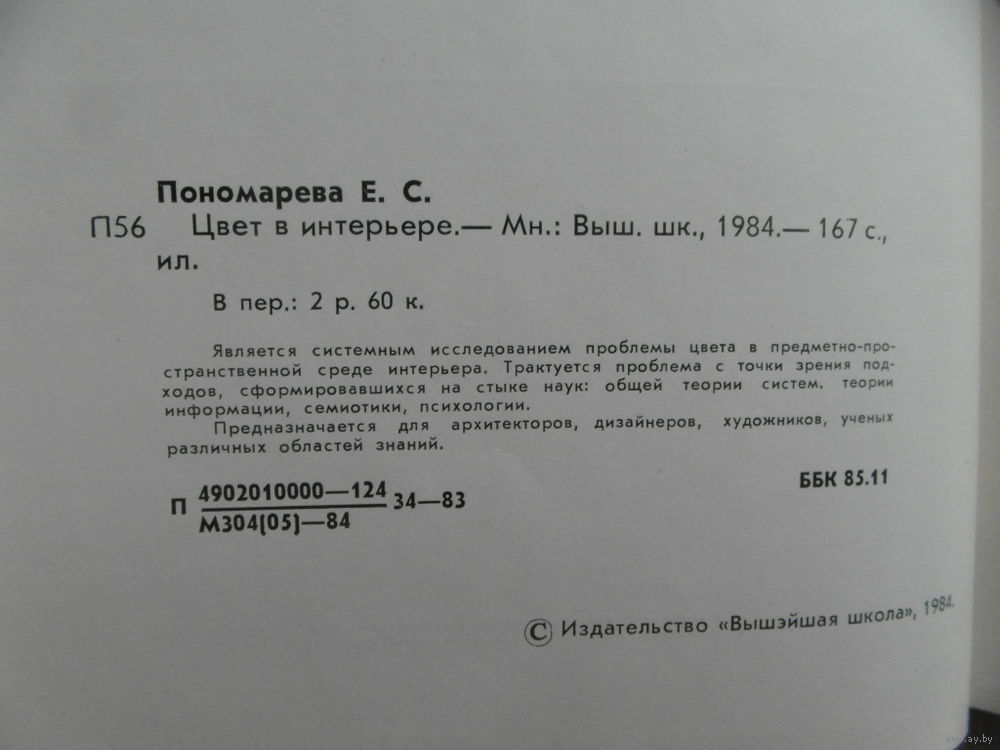 Пономарева Е. С.
П56 Цвет в интерьере.— Мн.: Выш. шк., 1984.— 167 с.,
ил.
В пер.: 2 р. 60 к.
Является системным исследованием проблемы цвета в предметно-про-
странственной среде интерьера. Трактуется проблема с точки зрения под-
ходов, сформировавшихся на стыке наук: общей теории систем. теории
информации, семиотики, психологии.
Предназначается для архитекторов, дизайнеров, художников, ученых
различных областей знаний.
П 4902010000—124 34—83
М304(05)—84
ББК 85.11
© Издательство «Вышэйшая школа», 1984.
www.ay.by